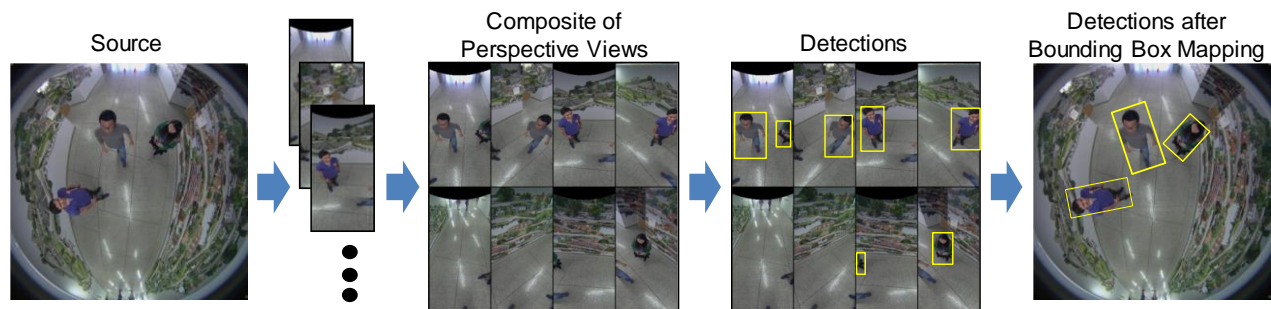 Source
Composite of
Perspective Views
Detections
Detections after
Bounding Box Mapping